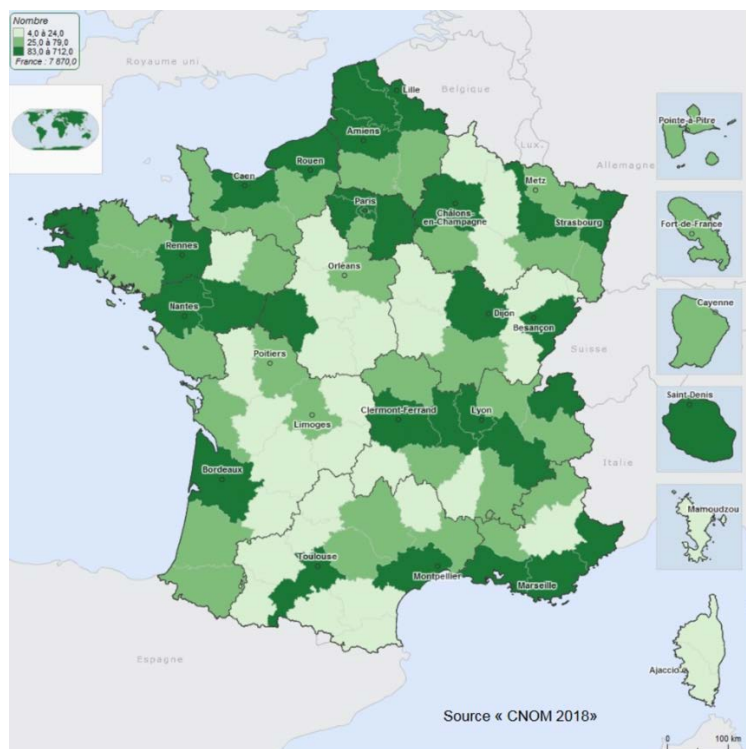 Nombre
4,0 à 24,0
25,0 à 79,0
83,0 à 712,0
France : 7 870,0
Royaume uni
Belgique
Lux.
Allemagne
Suisse
Italie
Espagne
Lille
Amiens
Rouen
Caen
Metz
Paris
Châlons-
en-Champagne
Strasbourg
Rennes
Orléans
Nantes
Dijon
Besançon
Poitiers
Clermont-Ferrand
Lyon
Limoges
Bordeaux
Toulouse
Montpellier
Marseille
Pointe-à-Pitre
Fort-de-France
Cayenne
Saint-Denis
Mamoudzou
Ajaccio
Source « CNOM 2018»
0 100 km